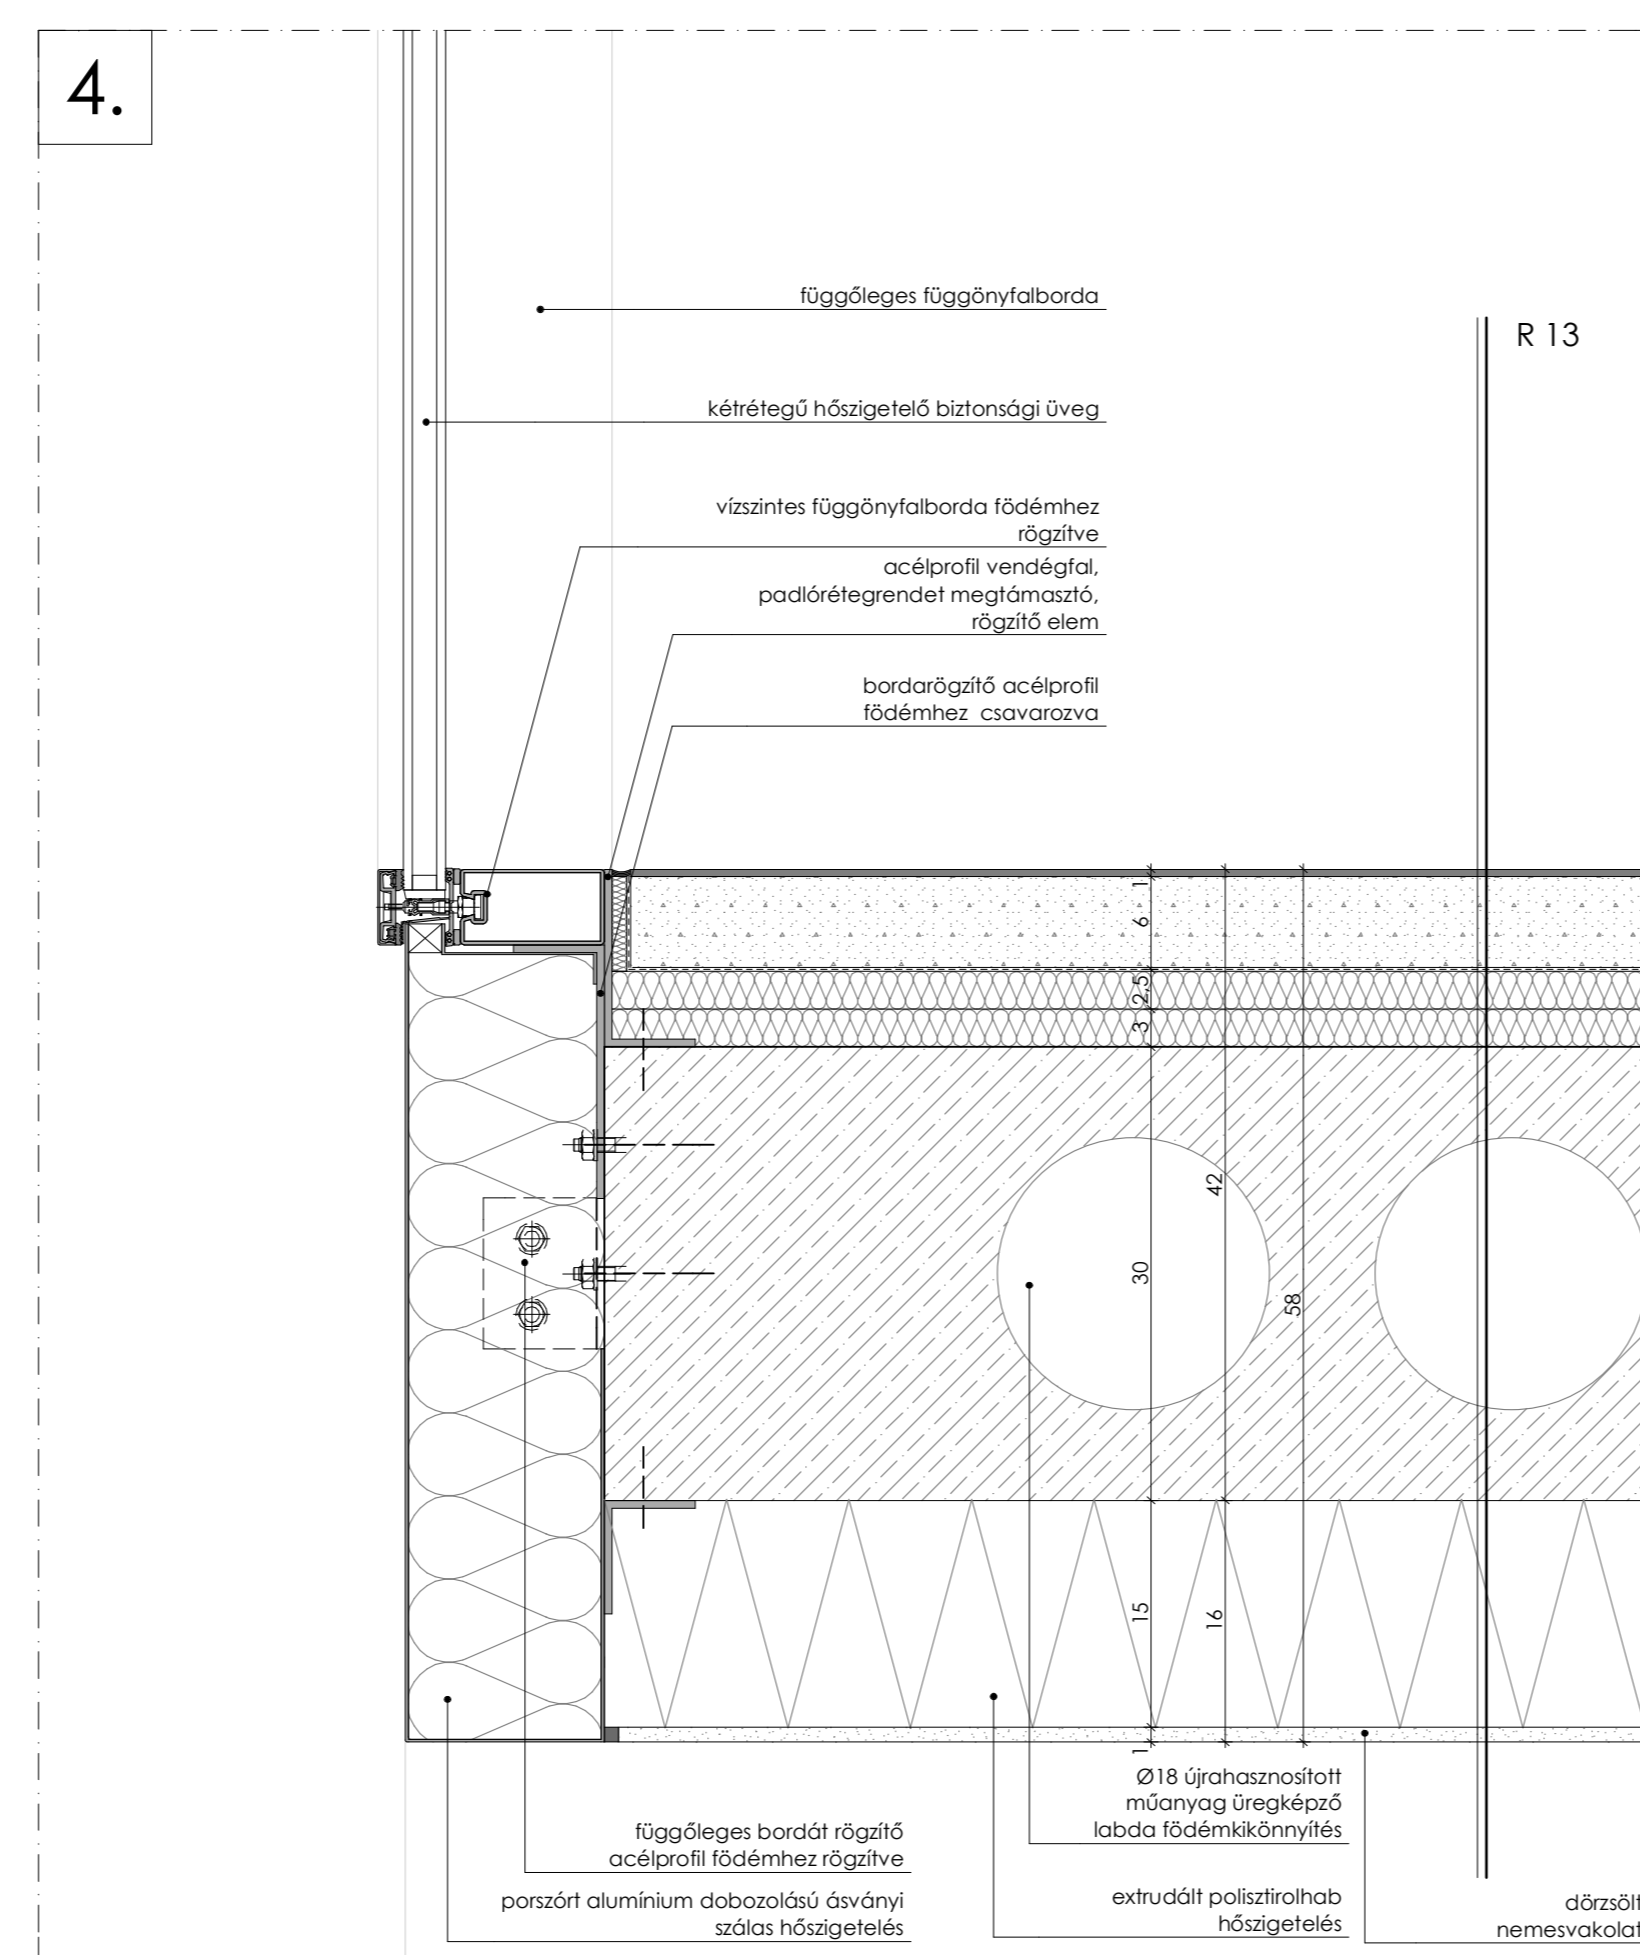 4.
függőleges függönyfalborda
R 13
kétrétegű hőszigetelő biztonsági üveg
vízszintes függönyfalborda födémhez
rögzítve
acélprofil vendégfal,
padlórétegrendet megtámasztó,
rögzítő elem
bordarögzítő acélprofil
födémhez csavarozva
1
6
2,5
3
42
30
58
15
16
1
Ø18 újrahasznosított
műanyag üregképző
labda födémkikönnyítés
függőleges bordát rögzítő
acélprofil födémhez rögzítve
porszórt alumínium dobozolású ásványi
szálas hőszigetelés
extrudált polisztirolhab
hőszigetelés
dörzsölt
nemesvakolat